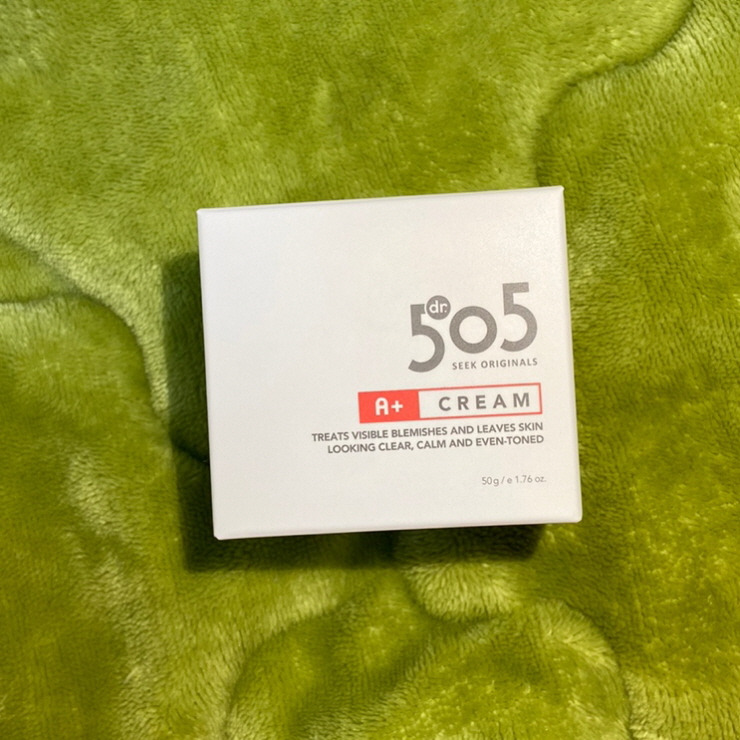 dr.
505
SEEK ORIGINALS
A+ CREAM
TREATS VISIBLE BLEMISHES AND LEAVES SKIN
LOOKING CLEAR, CALM AND EVEN-TONED
50g / e 1.76 oz.